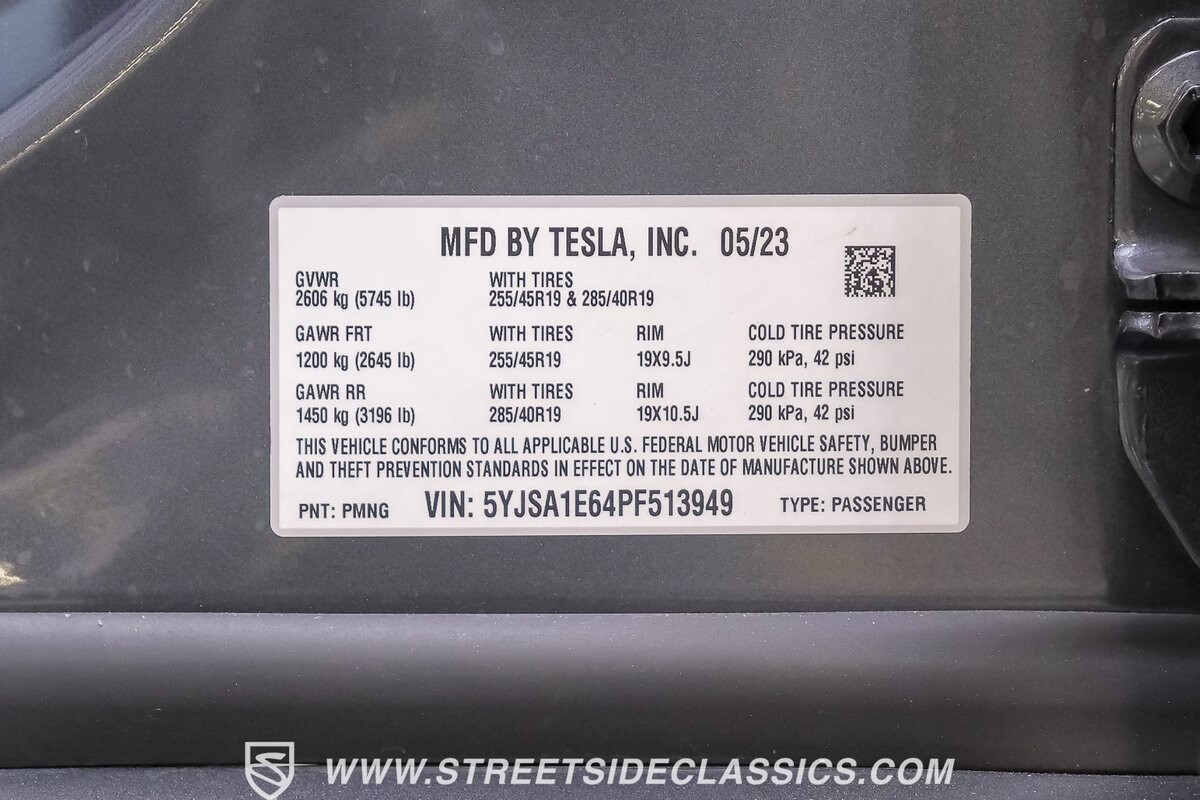 MFD BY TESLA, INC. 05/23
GVWR WITH TIRES
2606 kg (5745 lb) 255/45R19 & 285/40R19
GAWR FRT WITH TIRES RIM COLD TIRE PRESSURE
1200 kg (2645 lb) 255/45R19 19X9.5J 290 kPa, 42 psi
GAWR RR WITH TIRES RIM COLD TIRE PRESSURE
1450 kg (3196 lb) 285/40R19 19X10.5J 290 kPa, 42 psi
THIS VEHICLE CONFORMS TO ALL APPLICABLE U.S. FEDERAL MOTOR VEHICLE SAFETY, BUMPER
AND THEFT PREVENTION STANDARDS IN EFFECT ON THE DATE OF MANUFACTURE SHOWN ABOVE.
PNT: PMNG VIN: 5YJSA1E64PF513949 TYPE: PASSENGER
WWW.STREETSIDECLASSICS.COM